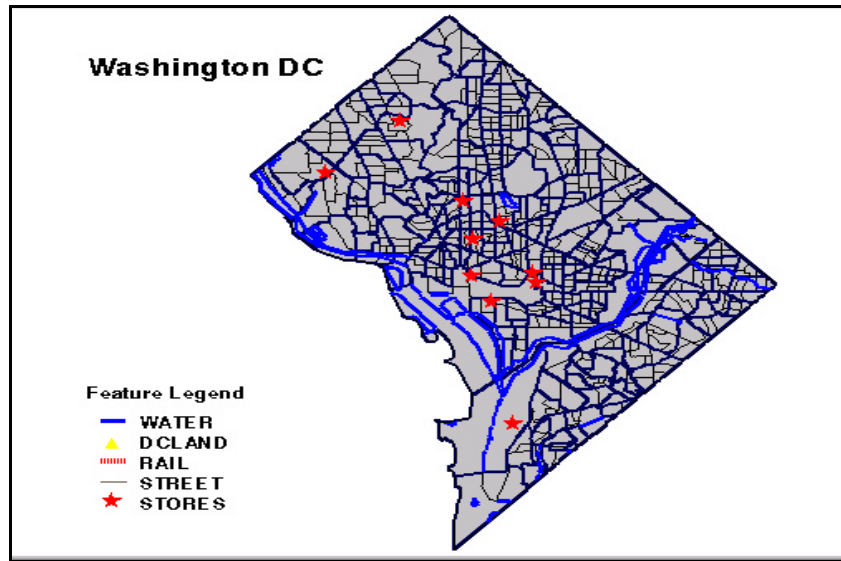 Washington DC
Feature Legend
WATER
DCLAND
RAIL
STREET
STORES